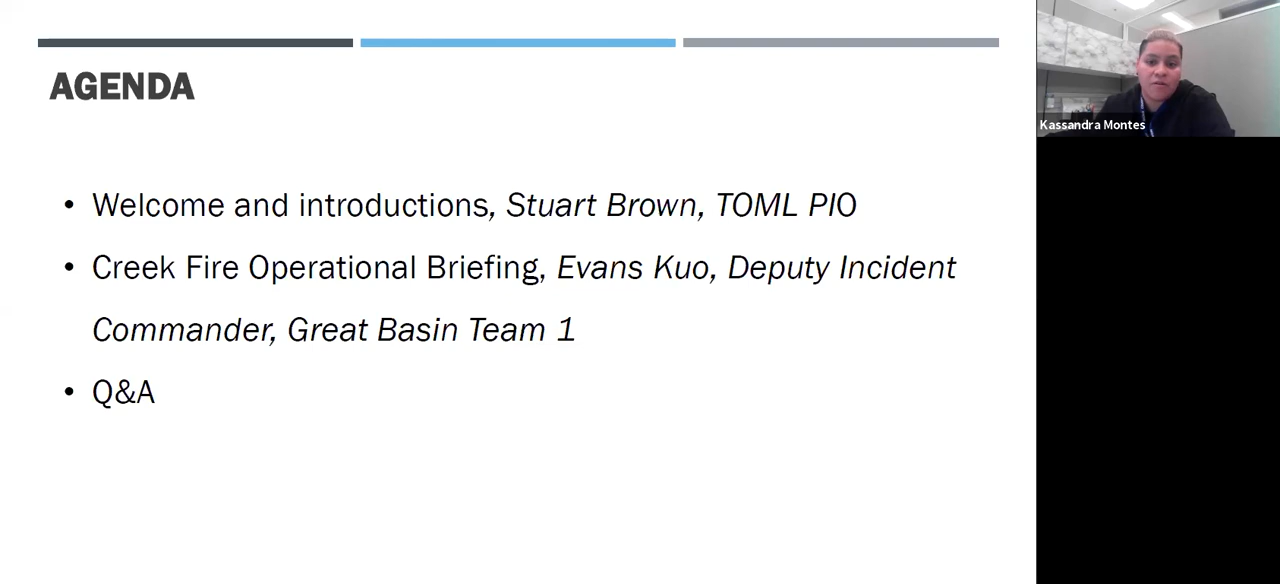 AGENDA
• Welcome and introductions, Stuart Brown, TOML PIO
• Creek Fire Operational Briefing, Evans Kuo, Deputy Incident
Commander, Great Basin Team 1
• Q&A
Kassandra Montes